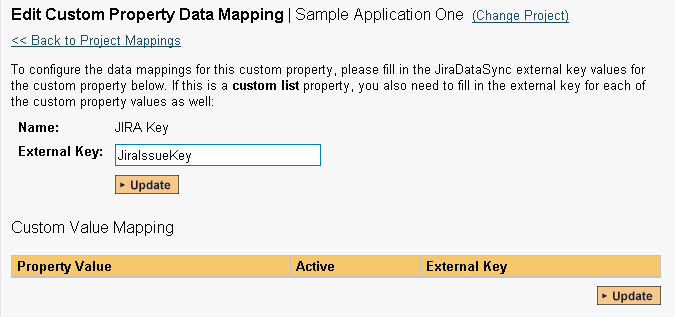 Edit Custom Property Data Mapping | Sample Application One (Change Project)
<< Back to Project Mappings
To configure the data mappings for this custom property, please fill in the JiraDataSync external key values for
the custom property below. If this is a custom list property, you also need to fill in the external key for each of
the custom property values as well:
Name: JIRA Key
External Key: JiraIssueKey
Update
Custom Value Mapping
Property Value Active External Key
Update